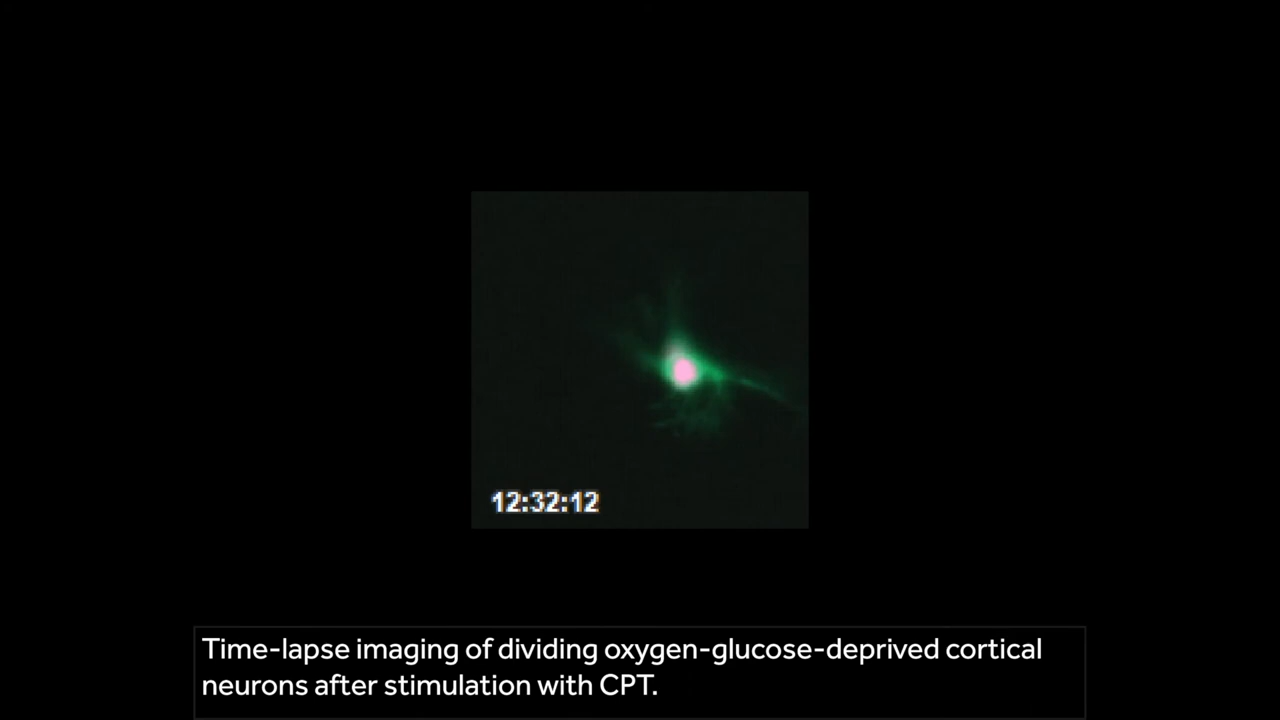 12:32:12
Time-lapse imaging of dividing oxygen-glucose-deprived cortical
neurons after stimulation with CPT.